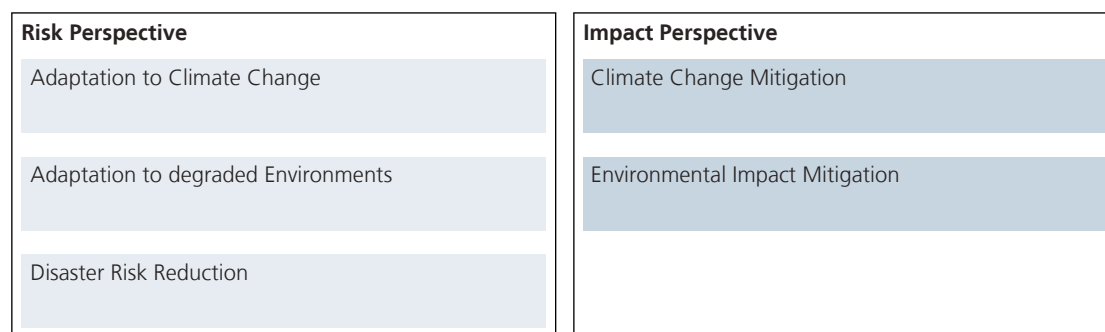 Risk Perspective
Adaptation to Climate Change
Adaptation to degraded Environments
Disaster Risk Reduction
Impact Perspective
Climate Change Mitigation
Environmental Impact Mitigation